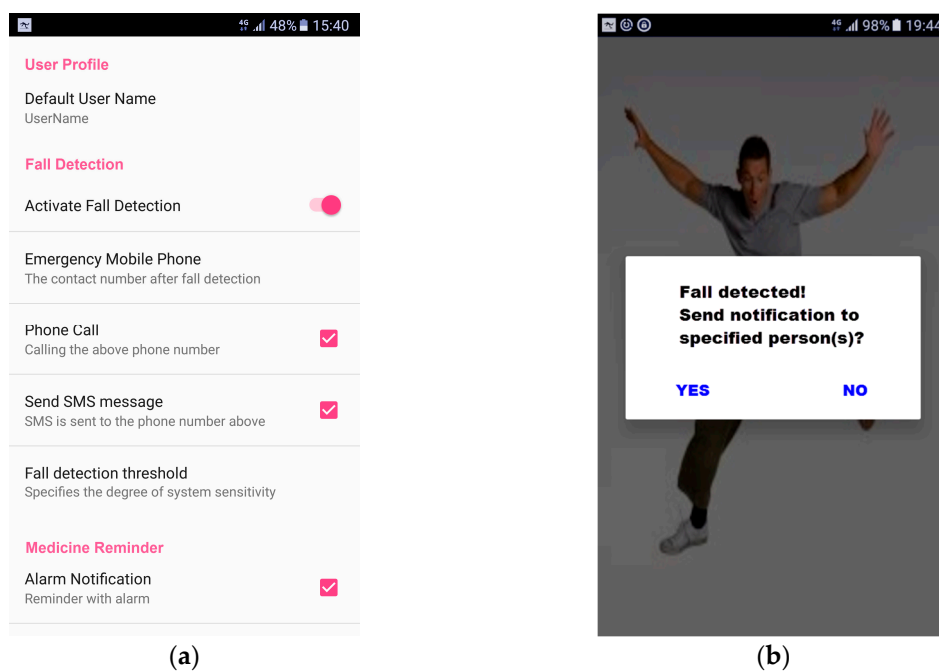 4G 48% 15:40
User Profile
Default User Name
UserName
Fall Detection
Activate Fall Detection
Emergency Mobile Phone
The contact number after fall detection
Phone Call
Calling the above phone number
Send SMS message
SMS is sent to the phone number above
Fall detection threshold
Specifies the degree of system sensitivity
Medicine Reminder
Alarm Notification
Reminder with alarm
(a)
4G 98% 19:44
Fall detected!
Send notification to
specified person(s)?
YES NO
(b)